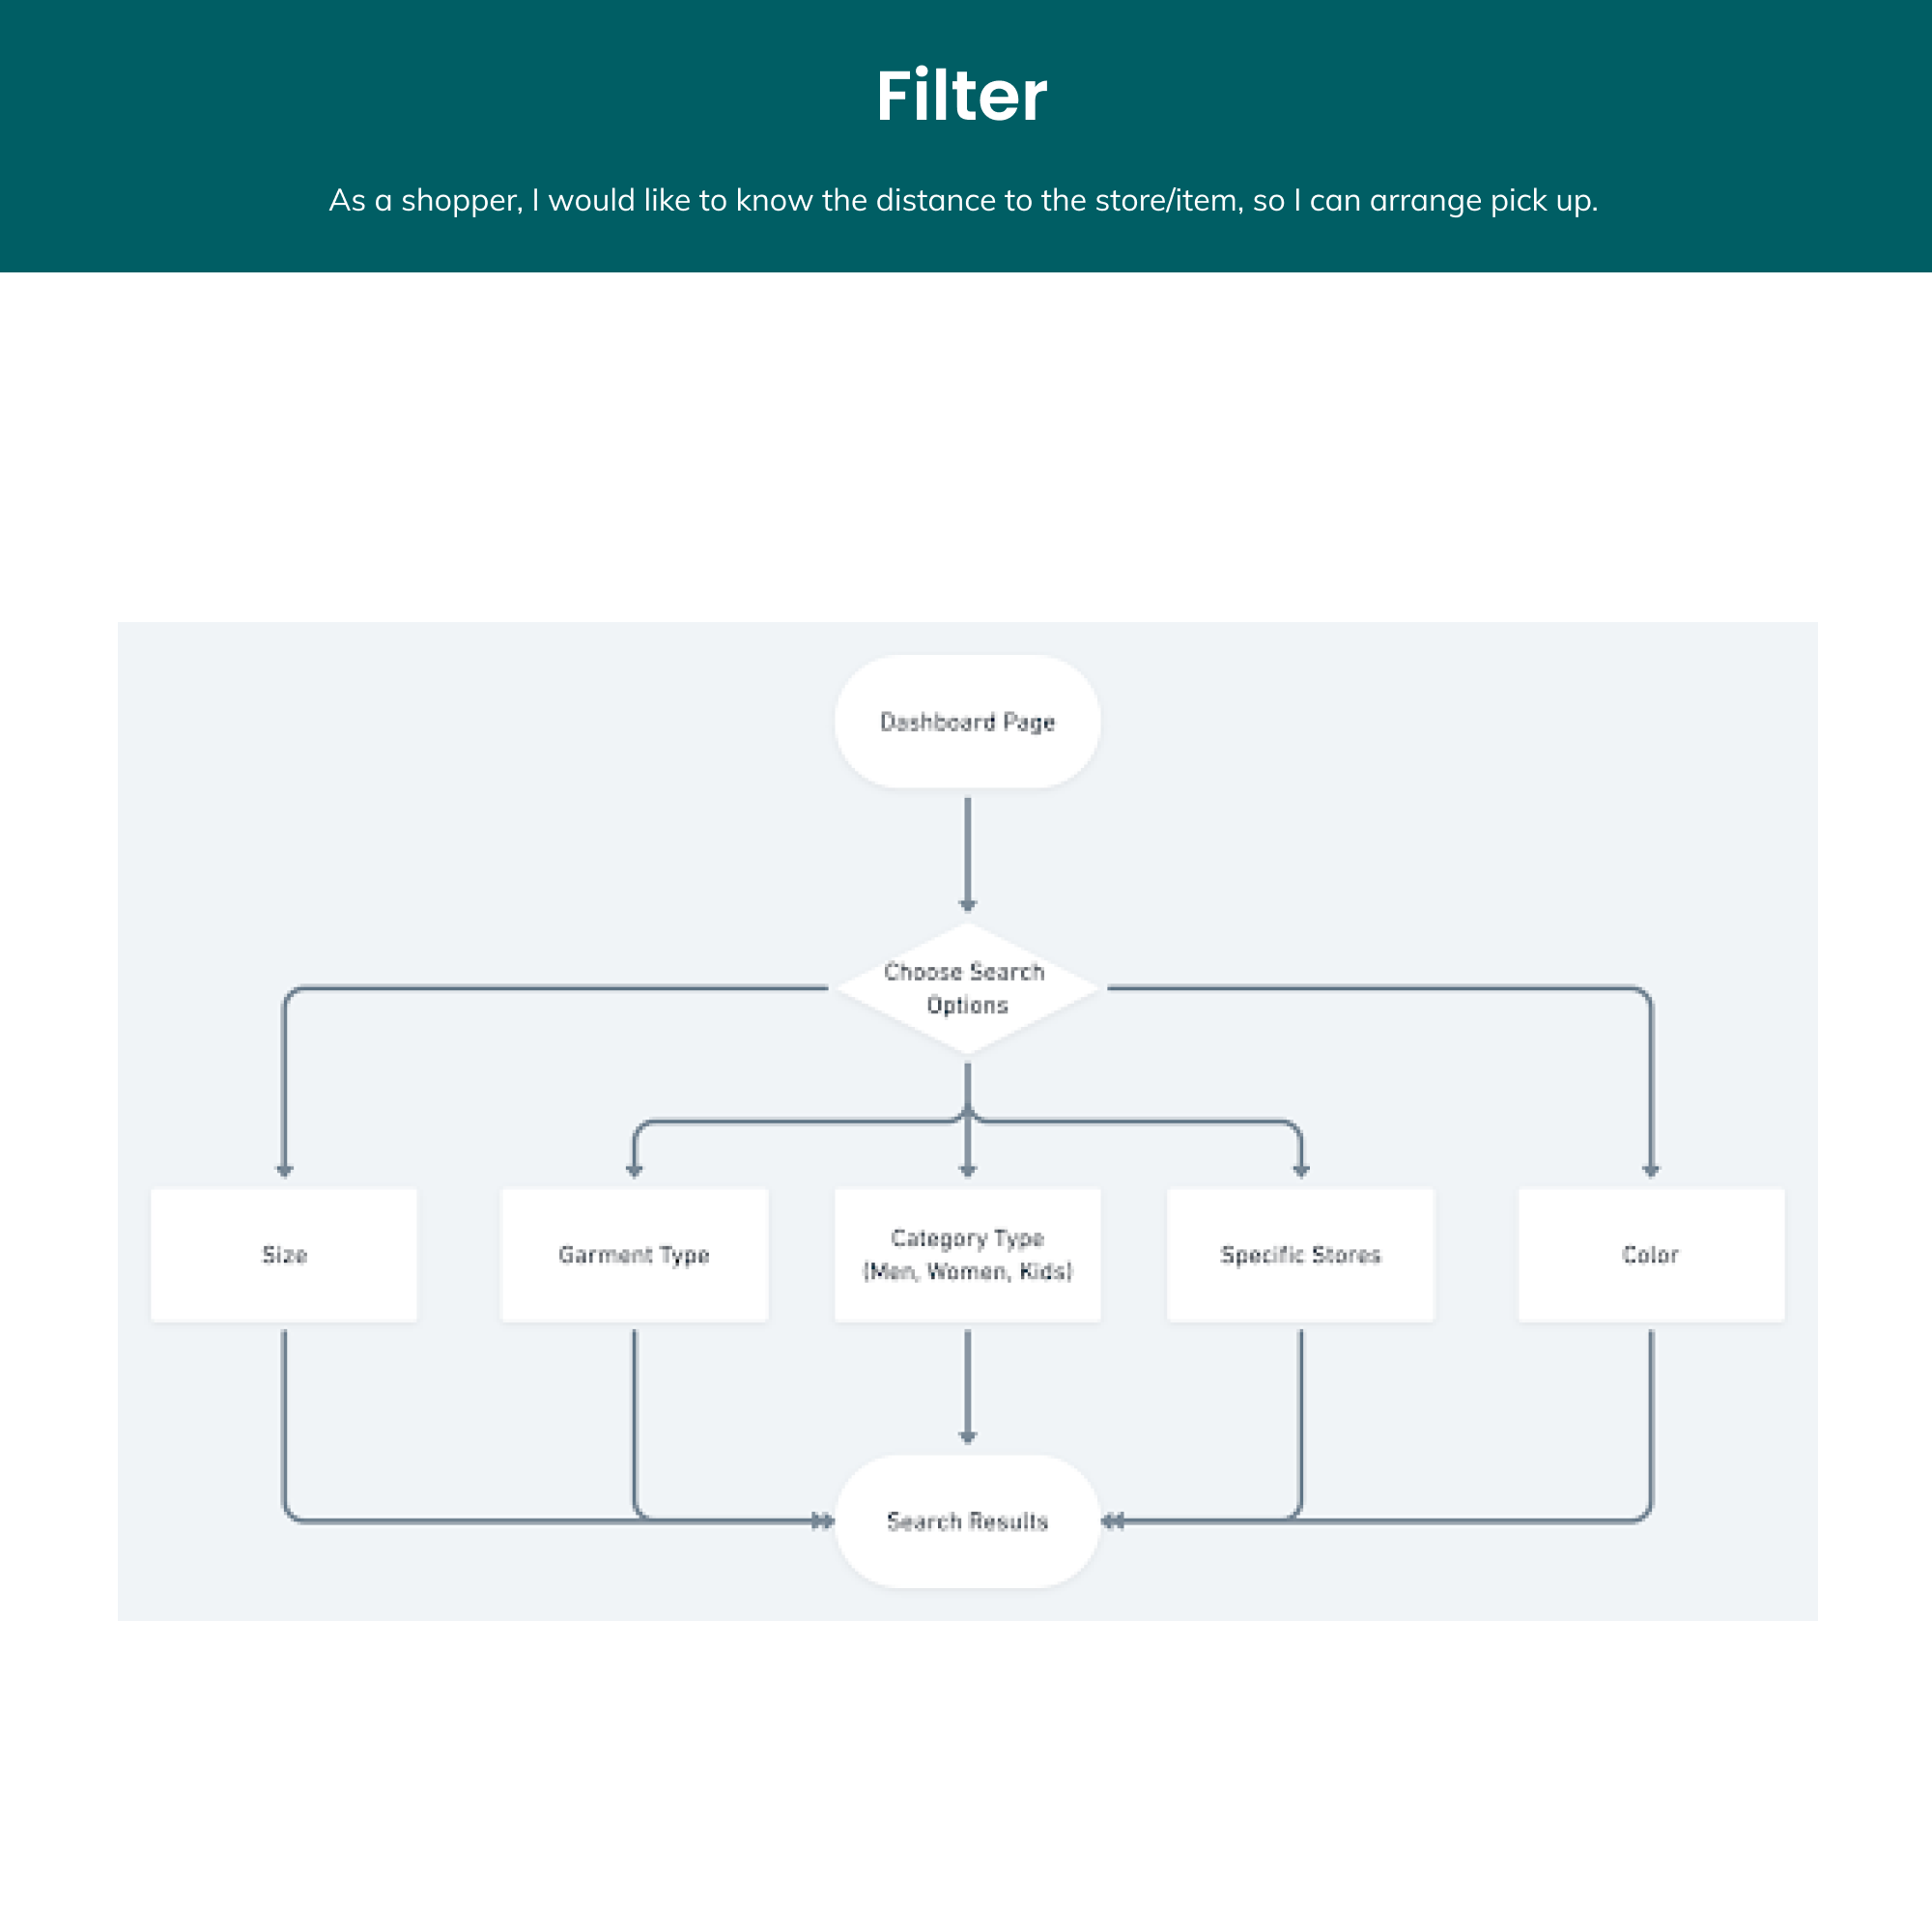 Filter
As a shopper, I would like to know the distance to the store/item, so I can arrange pick up.
Dashboard Page
Choose Search
Options
Size
Garment Type
Category Type
(Men, Women, Kids)
Specific Stores
Color
Search Results